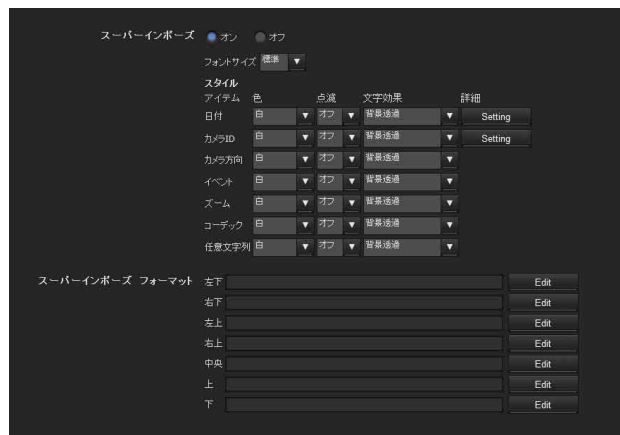 スーパーインポーズ オン オフ
フォントサイズ 標準
スタイル
アイテム 色 点滅 文字効果 詳細
日付 白 オフ 背景透過 Setting
カメラID 白 オフ 背景透過 Setting
カメラ方向 白 オフ 背景透過
イベント 白 オフ 背景透過
ズーム 白 オフ 背景透過
コーデック 白 オフ 背景透過
任意文字列 白 オフ 背景透過
スーパーインポーズ フォーマット 左下 Edit
右下 Edit
左上 Edit
右上 Edit
中央 Edit
上 Edit
下 Edit